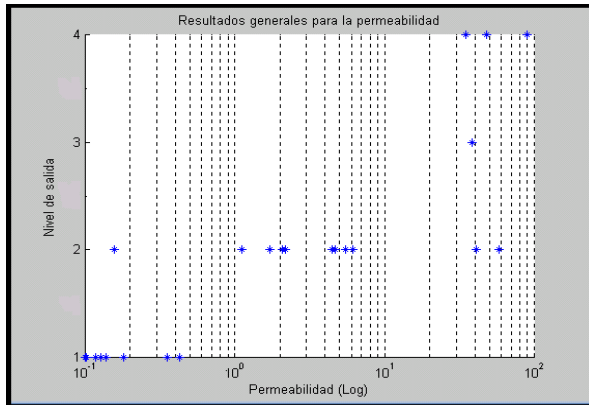 Resultados generales para la permeabilidad
4
3
2
1
Nivel de salida
10^-1 10^0 10^1 10^2
Permeabilidad (Log)